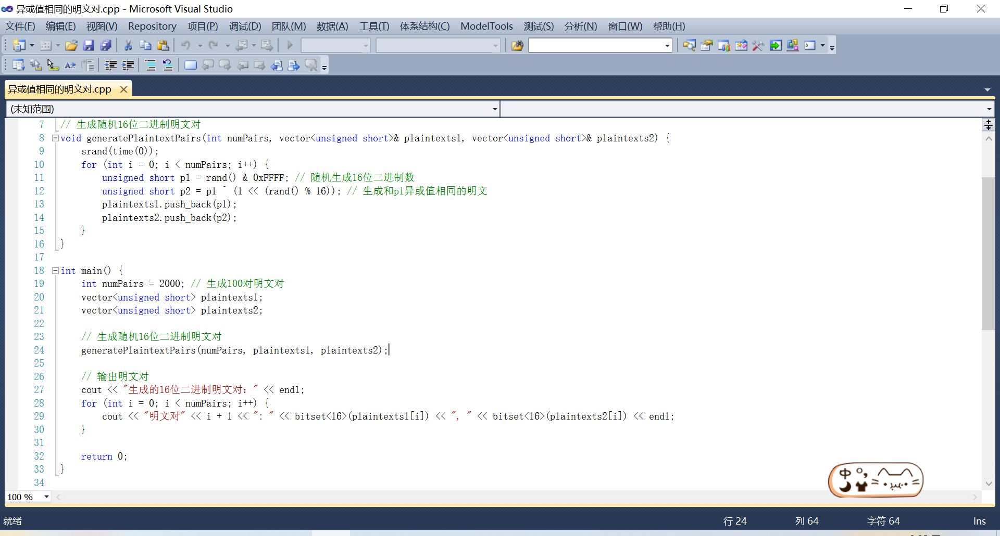 异或值相同的明文对.cpp - Microsoft Visual Studio
文件(F) 编辑(E) 视图(V) Repository 项目(P) 调试(D) 团队(M) 数据(A) 工具(T) 体系结构(C) ModelTools 测试(S) 分析(N) 窗口(W) 帮助(H)
异或值相同的明文对.cpp
(未知范围)
7 // 生成随机16位二进制明文对
8 void generatePlaintextPairs(int numPairs, vector<unsigned short>& plaintexts1, vector<unsigned short>& plaintexts2) {
9 srand(time(0));
10 for (int i = 0; i < numPairs; i++) {
11 unsigned short p1 = rand() & 0xFFFF; // 随机生成16位二进制数
12 unsigned short p2 = p1 ^ (1 << (rand() % 16)); // 生成和p1异或值相同的明文
13 plaintexts1.push_back(p1);
14 plaintexts2.push_back(p2);
15 }
16 }
17
18 int main() {
19 int numPairs = 2000; // 生成100对明文对
20 vector<unsigned short> plaintexts1;
21 vector<unsigned short> plaintexts2;
22
23 // 生成随机16位二进制明文对
24 generatePlaintextPairs(numPairs, plaintexts1, plaintexts2);
25
26 // 输出明文对
27 cout << "生成的16位二进制明文对：" << endl;
28 for (int i = 0; i < numPairs; i++) {
29 cout << "明文对" << i + 1 << ": " << bitset<16>(plaintexts1[i]) << ", " << bitset<16>(plaintexts2[i]) << endl;
30 }
31
32 return 0;
33 }
34
中
100 %
就绪 行 24 列 64 字符 64 Ins